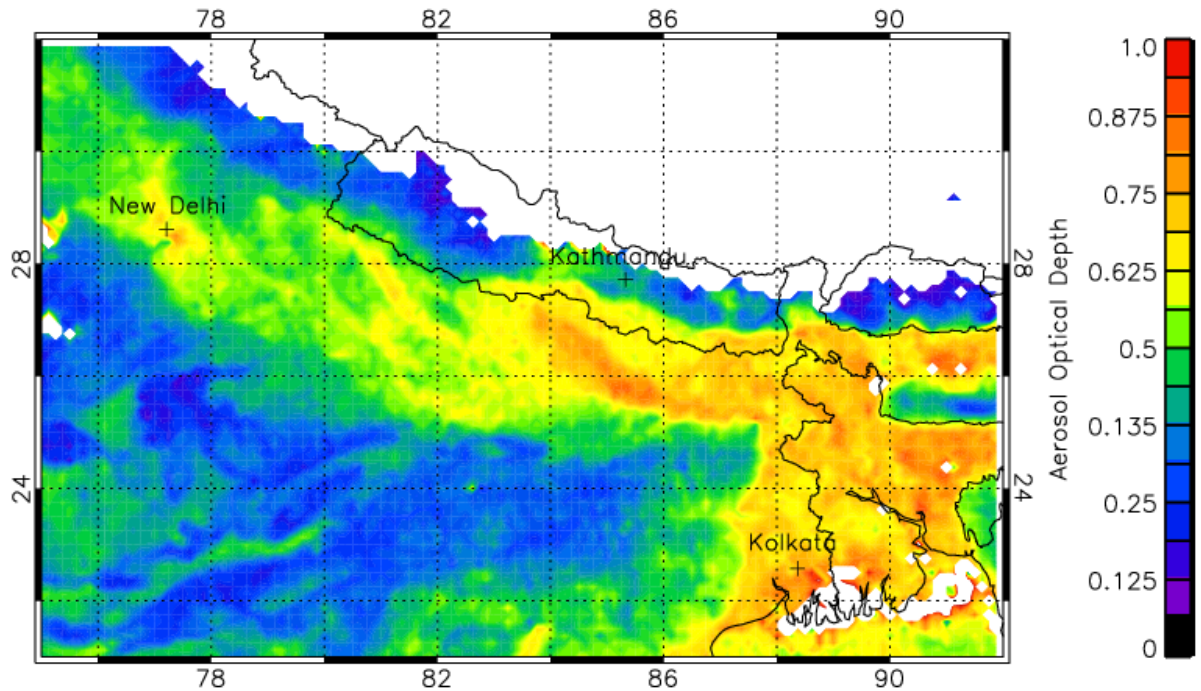 78 82 86 90
1.0
0.875
0.75
New Delhi
28
Kathmandu
28
0.625
0.5
Aerosol Optical Depth
0.135
24
24
0.25
Kolkata
0.125
0
78 82 86 90